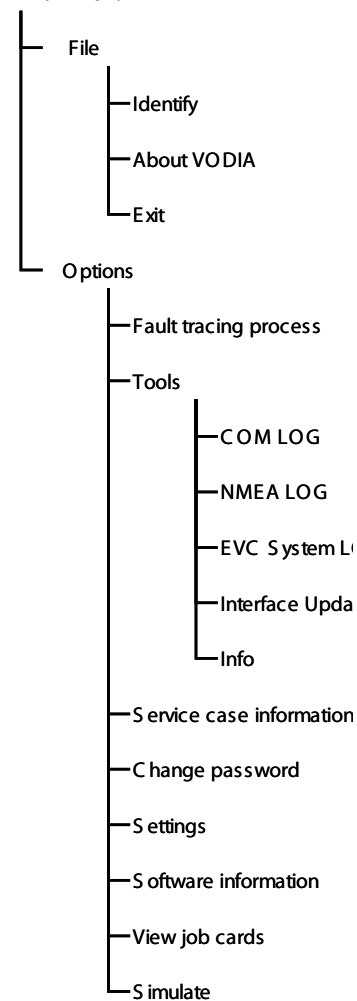 File
Identify
About VODIA
Exit
Options
Fault tracing process
Tools
COM LOG
NMEA LOG
EVC System
Interface
Info
Service case information
Change password
Settings
Software information
View job cards
Simulate